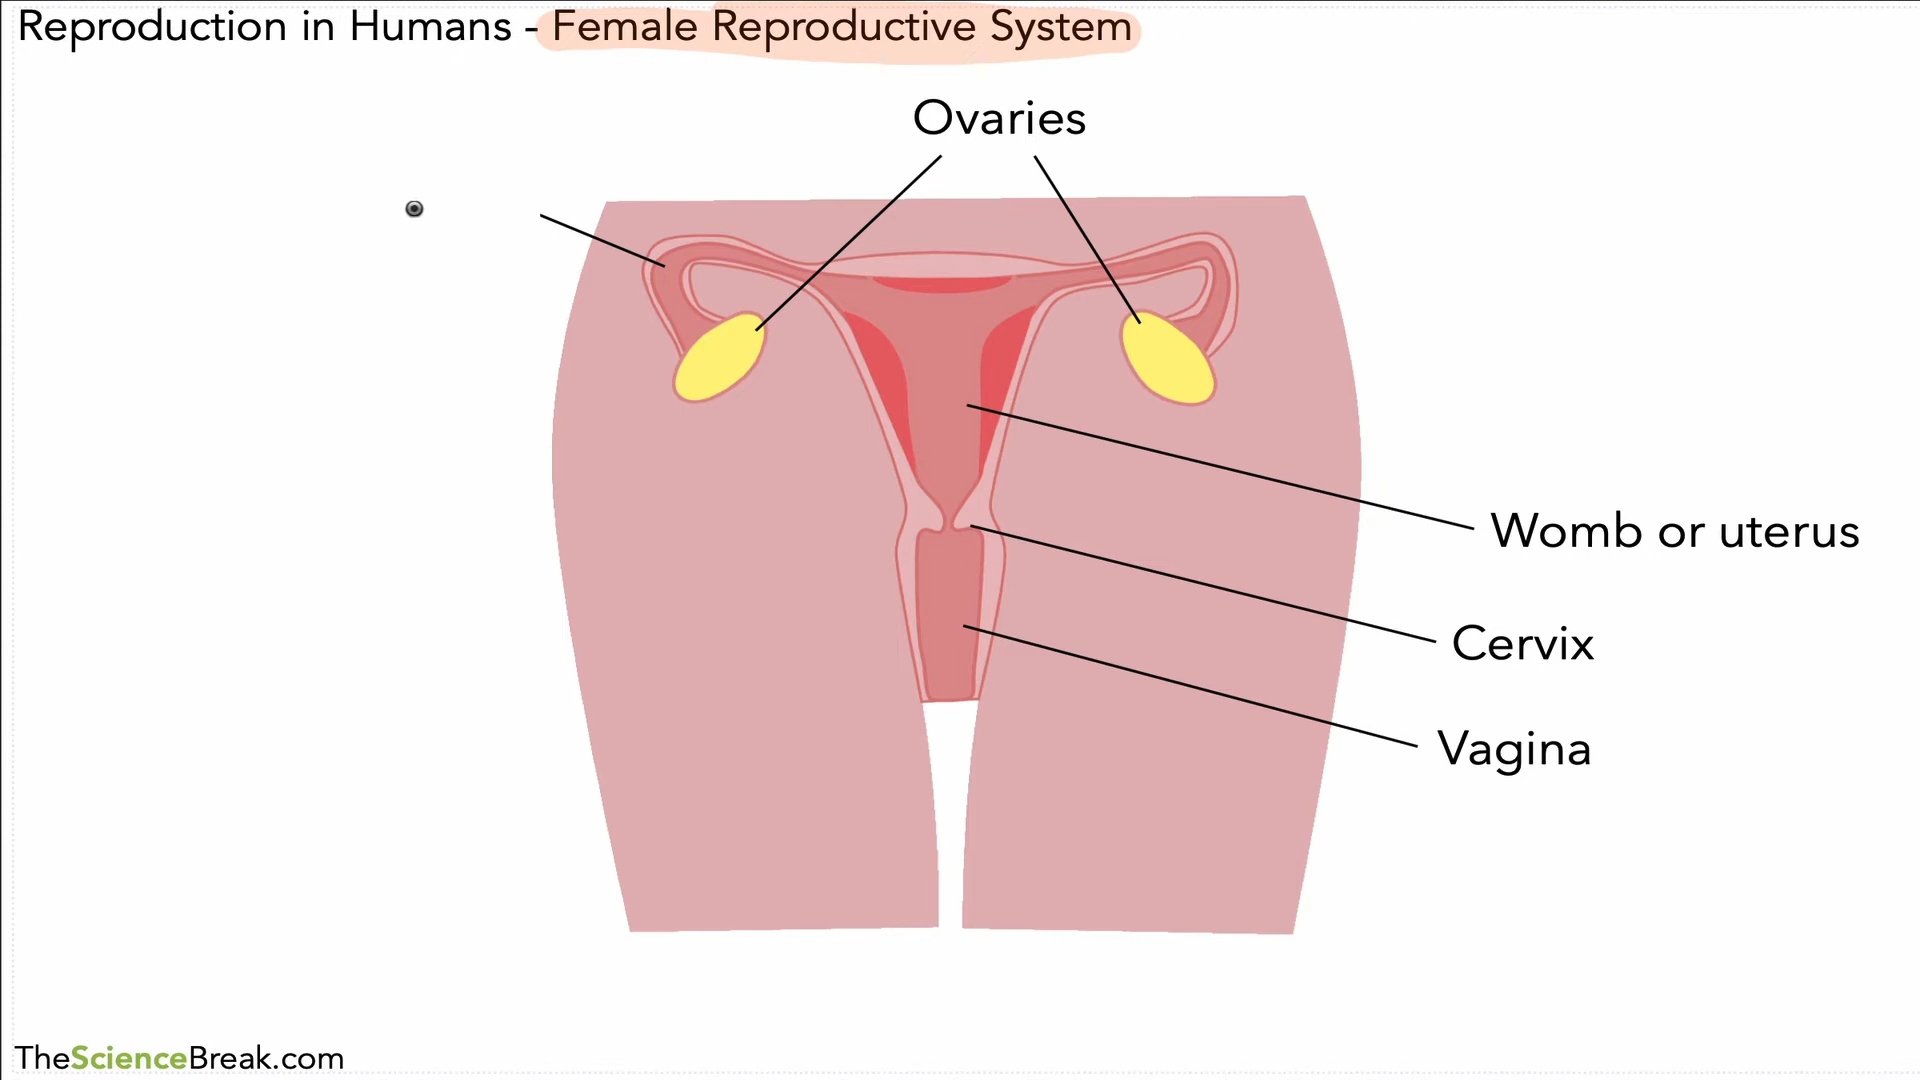 Reproduction in Humans - Female Reproductive System
Ovaries
Womb or uterus
Cervix
Vagina
TheScienceBreak.com